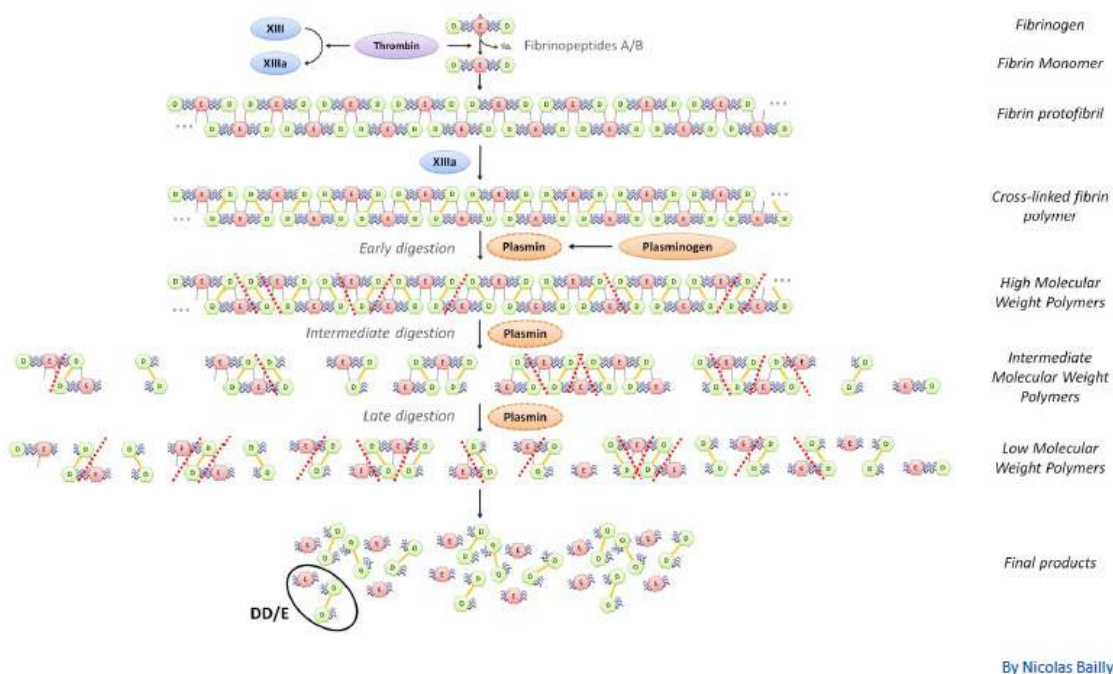 Fibrinogen
XIII
Thrombin
Fibrinopeptides A/B
XIIIa
Fibrin Monomer
Fibrin protofibril
XIIIa
Cross-linked fibrin
polymer
Early digestion
Plasmin
Plasminogen
High Molecular
Weight Polymers
Intermediate digestion
Plasmin
Intermediate
Molecular Weight
Polymers
Late digestion
Plasmin
Low Molecular
Weight Polymers
Final products
DD/E
By Nicolas Bailly